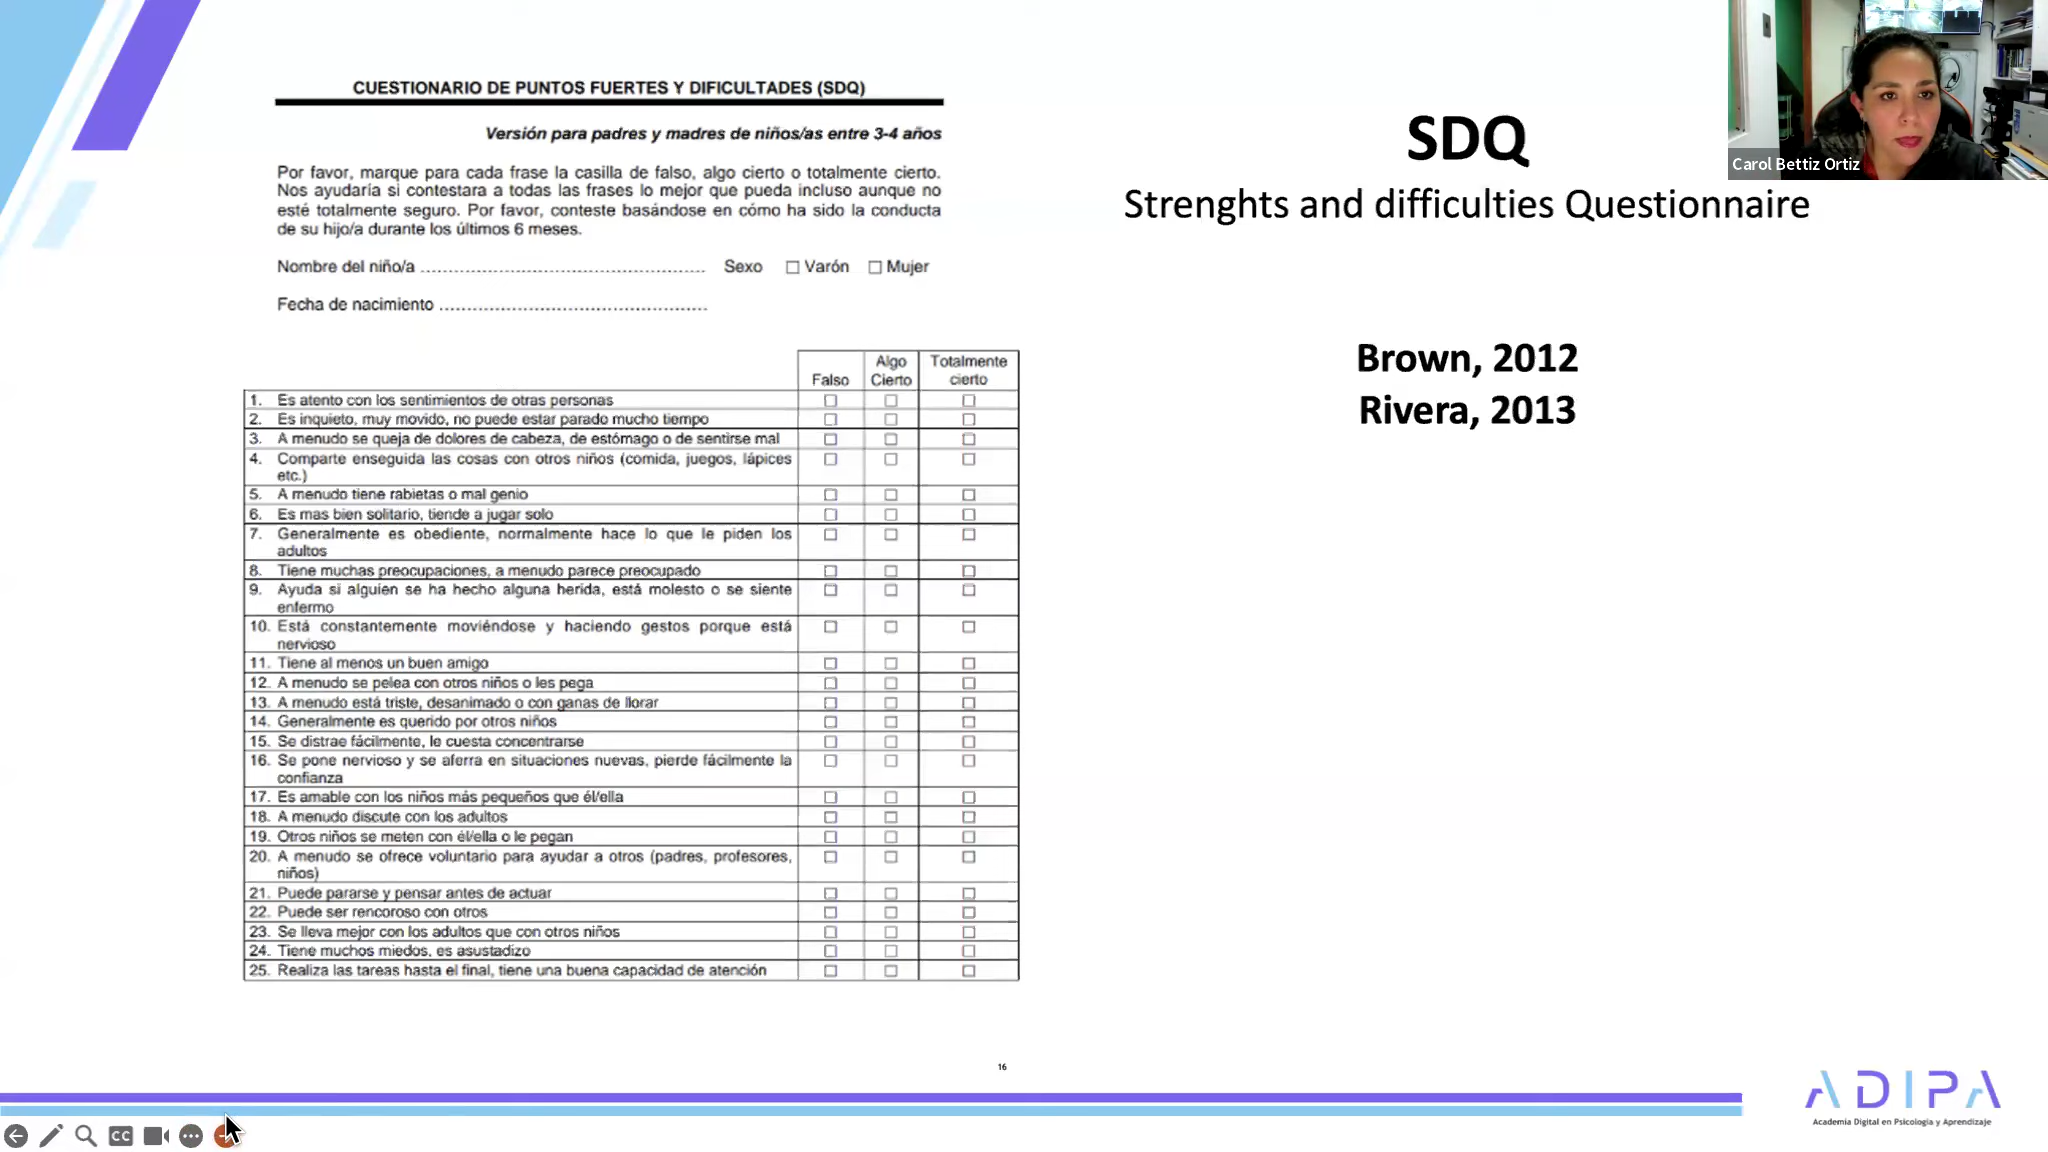 CUESTIONARIO DE PUNTOS FUERTES Y DIFICULTADES (SDQ)
Versión para padres y madres de niños/as entre 3-4 años
Por favor, marque para cada frase la casilla de falso, algo cierto o totalmente cierto.
Nos ayudaría si contestara a todas las frases lo mejor que pueda incluso aunque no
esté totalmente seguro. Por favor, conteste basándose en cómo ha sido la conducta
de su hijo/a durante los últimos 6 meses.
Nombre del niño/a ........................................................ Sexo □ Varón □ Mujer
Fecha de nacimiento ...................................................
Falso Algo Cierto Totalmente cierto
1. Es atento con los sentimientos de otras personas
2. Es inquieto, muy movido, no puede estar parado mucho tiempo
3. A menudo se queja de dolores de cabeza, de estómago o de sentirse mal
4. Comparte enseguida las cosas con otros niños (comida, juegos, lápices
etc.)
5. A menudo tiene rabietas o mal genio
6. Es mas bien solitario, tiende a jugar solo
7. Generalmente es obediente, normalmente hace lo que le piden los
adultos
8. Tiene muchas preocupaciones, a menudo parece preocupado
9. Ayuda si alguien se ha hecho alguna herida, está molesto o se siente
enfermo
10. Está constantemente moviéndose y haciendo gestos porque está
nervioso
11. Tiene al menos un buen amigo
12. A menudo se pelea con otros niños o les pega
13. A menudo está triste, desanimado o con ganas de llorar
14. Generalmente es querido por otros niños
15. Se distrae fácilmente, le cuesta concentrarse
16. Se pone nervioso y se aferra en situaciones nuevas, pierde fácilmente la
confianza
17. Es amable con los niños más pequeños que él/ella
18. A menudo discute con los adultos
19. Otros niños se meten con él/ella o le pegan
20. A menudo se ofrece voluntario para ayudar a otros (padres, profesores,
niños)
21. Puede pararse y pensar antes de actuar
22. Puede ser rencoroso con otros
23. Se lleva mejor con los adultos que con otros niños
24. Tiene muchos miedos, es asustadizo
25. Realiza las tareas hasta el final, tiene una buena capacidad de atención
SDQ
Strenghts and difficulties Questionnaire
Brown, 2012
Rivera, 2013
Carol Bettiz Ortiz
16
CC
ADIPA
Academia Digital en Psicología y Aprendizaje